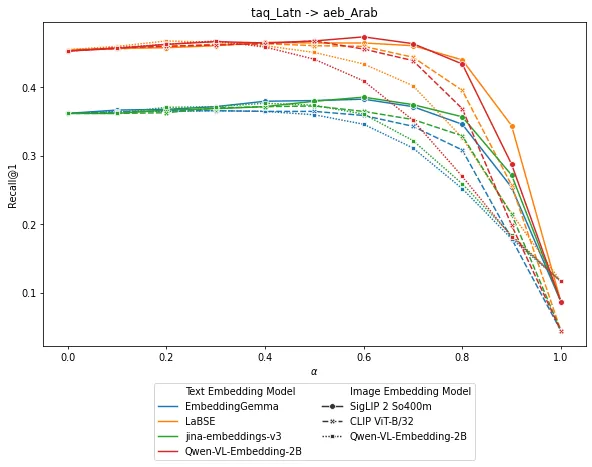 taq_Latn -> aeb_Arab
Recall@1
0.4
0.3
0.2
0.1
0.0
0.2
0.4
0.6
0.8
1.0
α
Text Embedding Model
EmbeddingGemma
LaBSE
jina-embeddings-v3
Qwen-VL-Embedding-2B
Image Embedding Model
SigLIP 2 So400m
CLIP ViT-B/32
Qwen-VL-Embedding-2B